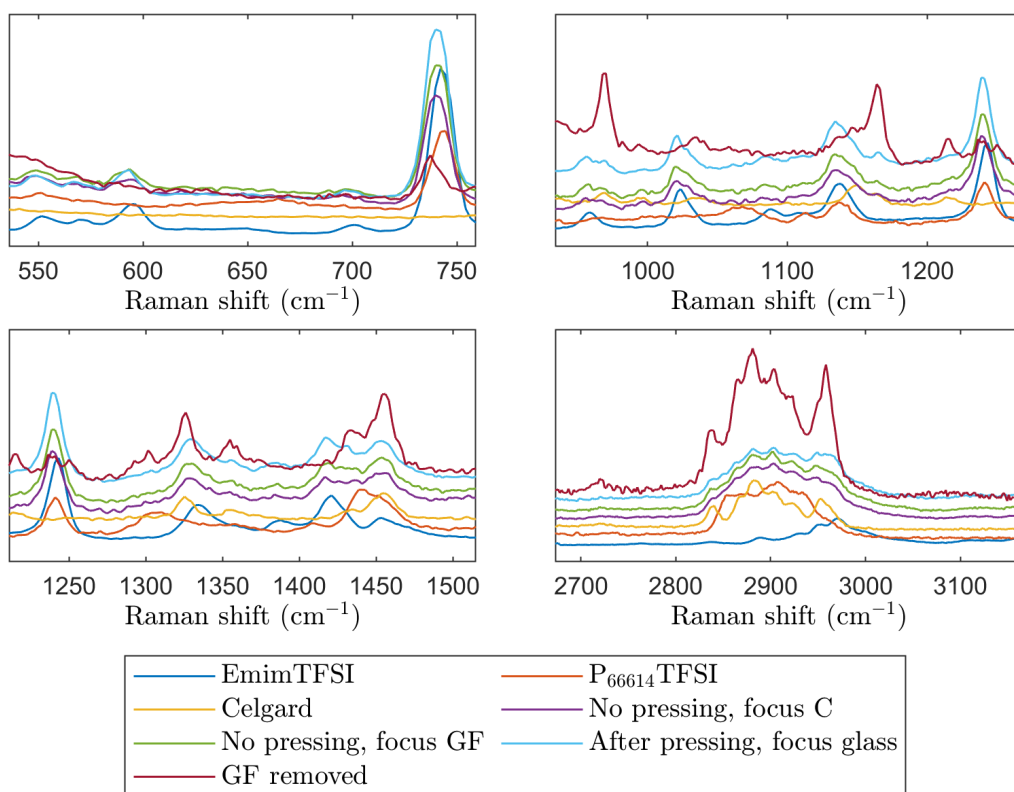 550 600 650 700 750
Raman shift (cm⁻¹)
1000 1100 1200
Raman shift (cm⁻¹)
1250 1300 1350 1400 1450 1500
Raman shift (cm⁻¹)
2700 2800 2900 3000 3100
Raman shift (cm⁻¹)
EmimTFSI
P₆₆₆₁₄TFSI
Celgard
No pressing, focus C
No pressing, focus GF
After pressing, focus glass
GF removed